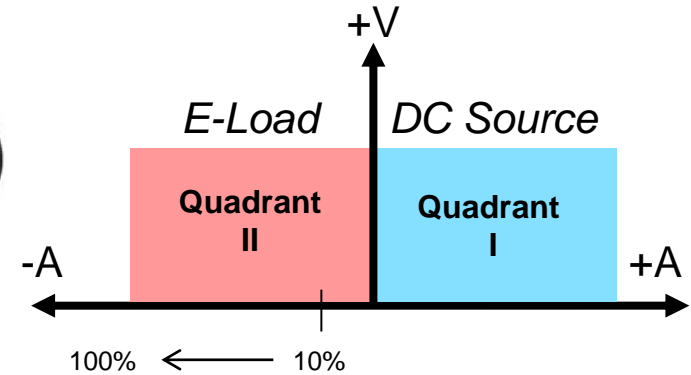 +V
E-Load
DC Source
Quadrant
II
Quadrant
I
-A
+A
100%
10%